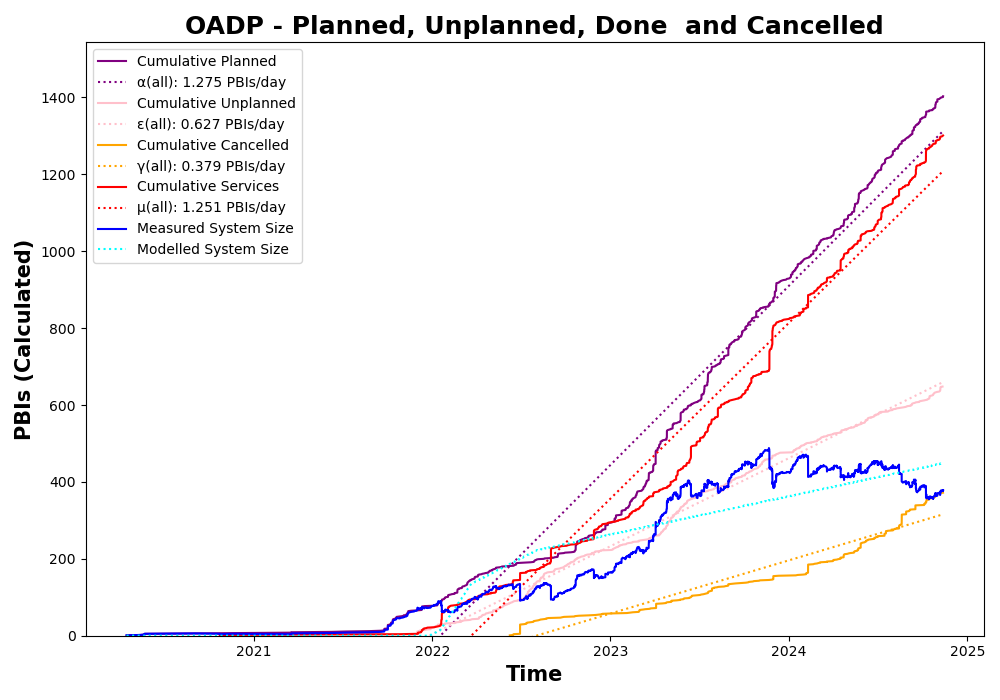 OADP - Planned, Unplanned, Done  and Cancelled
Cumulative Planned
α(all): 1.275 PBIs/day
Cumulative Unplanned
ε(all): 0.627 PBIs/day
Cumulative Cancelled
γ(all): 0.379 PBIs/day
Cumulative Services
μ(all): 1.251 PBIs/day
Measured System Size
Modelled System Size
PBIs (Calculated)
1400
1200
1000
800
600
400
200
0
2021
2022
2023
2024
2025
Time